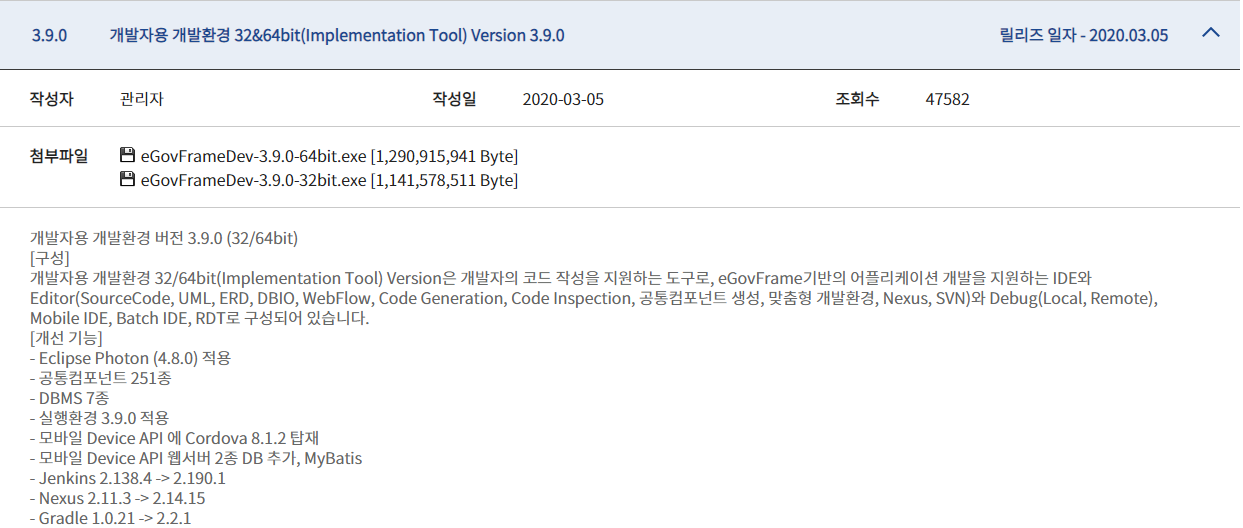 3.9.0 개발자용 개발환경 32&64bit(Implementation Tool) Version 3.9.0 릴리즈 일자 - 2020.03.05
작성자 관리자 작성일 2020-03-05 조회수 47582
첨부파일 eGovFrameDev-3.9.0-64bit.exe [1,290,915,941 Byte]
eGovFrameDev-3.9.0-32bit.exe [1,141,578,511 Byte]
개발자용 개발환경 버전 3.9.0 (32/64bit)
[구성]
개발자용 개발환경 32/64bit(Implementation Tool) Version은 개발자의 코드 작성을 지원하는 도구로, eGovFrame기반의 어플리케이션 개발을 지원하는 IDE와
Editor(SourceCode, UML, ERD, DBIO, WebFlow, Code Generation, Code Inspection, 공통컴포넌트 생성, 맞춤형 개발환경, Nexus, SVN)와 Debug(Local, Remote),
Mobile IDE, Batch IDE, RDT로 구성되어 있습니다.
[개선 기능]
- Eclipse Photon (4.8.0) 적용
- 공통컴포넌트 251종
- DBMS 7종
- 실행환경 3.9.0 적용
- 모바일 Device API 에 Cordova 8.1.2 탑재
- 모바일 Device API 웹서버 2종 DB 추가, MyBatis
- Jenkins 2.138.4 -> 2.190.1
- Nexus 2.11.3 -> 2.14.15
- Gradle 1.0.21 -> 2.2.1